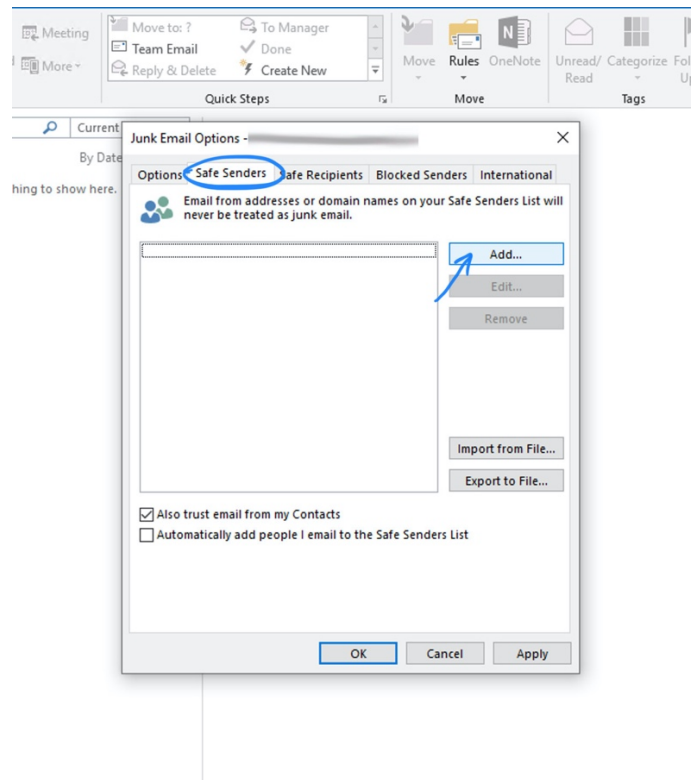 Meeting
More
Move to: ?
To Manager
Team Email
Done
Reply & Delete
Create New
Quick Steps
Move
Rules
OneNote
Move
Unread/
Read
Categorize
Tags
Current
By Date
hing to show here.
Junk Email Options -
Options
Safe Senders
Safe Recipients
Blocked Senders
International
Email from addresses or domain names on your Safe Senders List will
never be treated as junk email.
Add...
Edit...
Remove
Import from File...
Export to File...
Also trust email from my Contacts
Automatically add people I email to the Safe Senders List
OK
Cancel
Apply